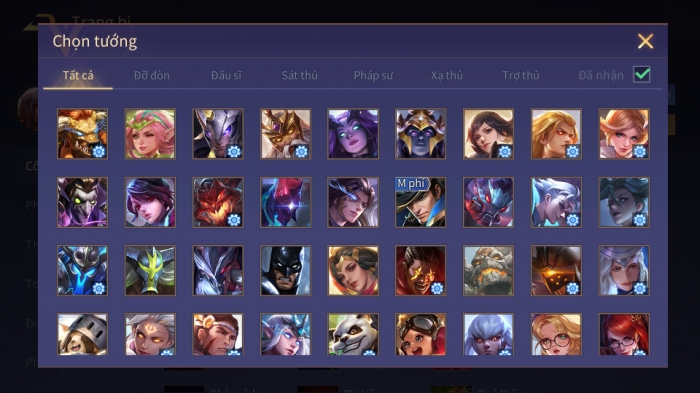 Trang bị
Chọn tướng
Tất cả
Đỡ đòn
Đấu sĩ
Sát thủ
Pháp sư
Xạ thủ
Trợ thủ
Đã nhận
M phí